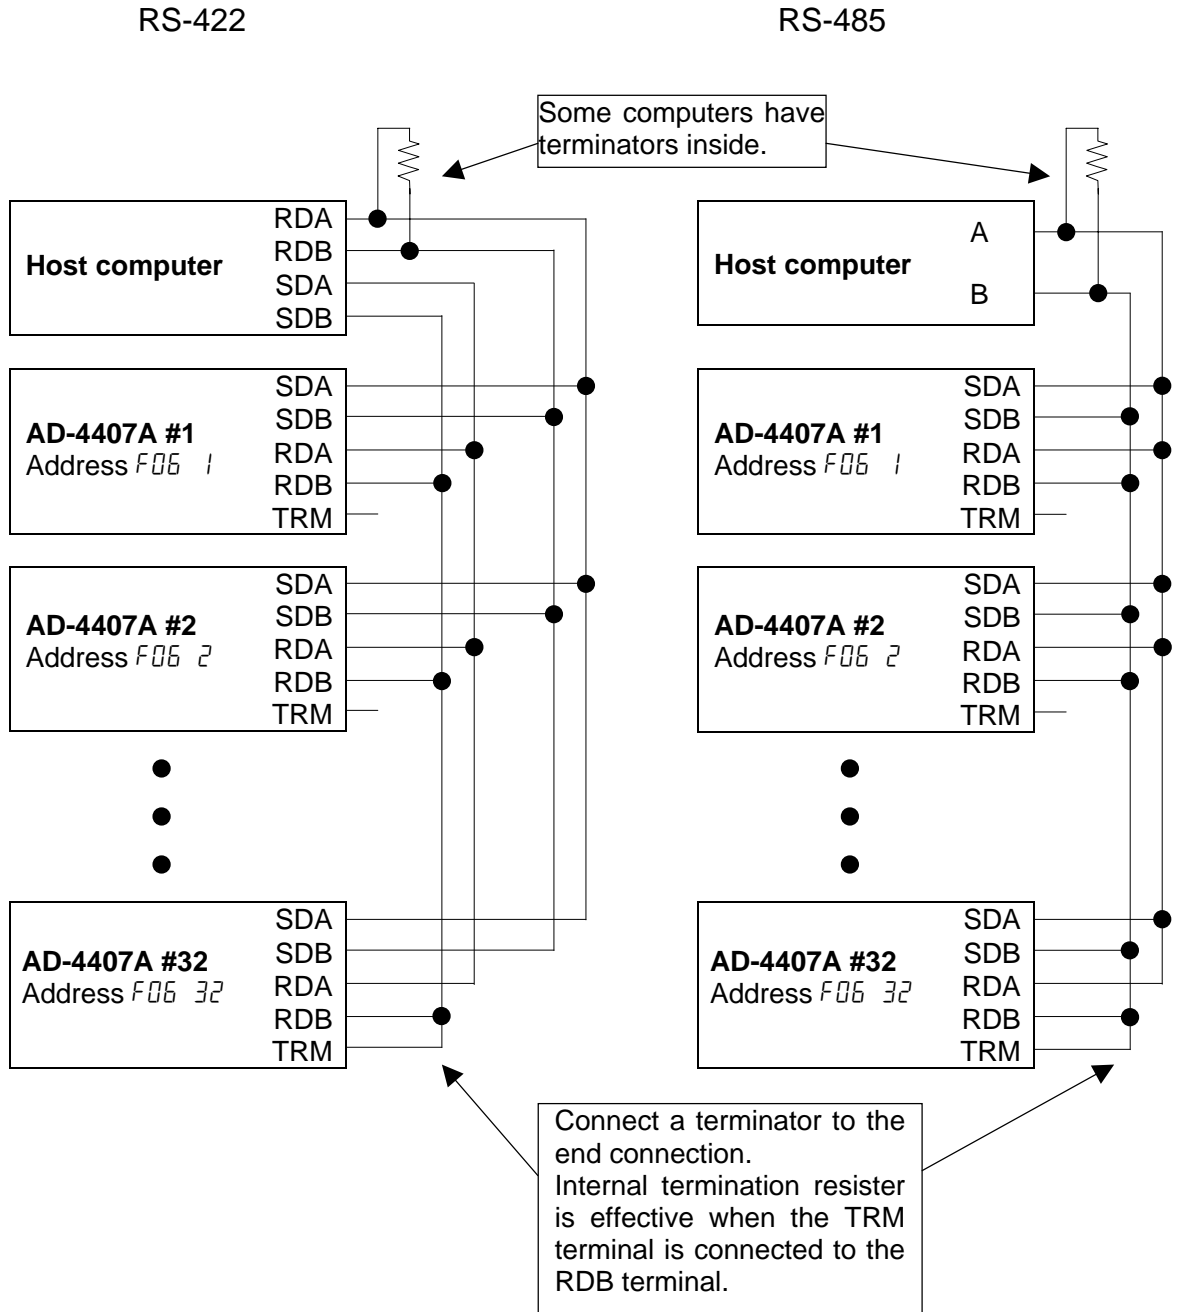 RS-422
RS-485
Some computers have
terminators inside.
Host computer
RDA
RDB
SDA
SDB
Host computer
A
B
AD-4407A #1
Address F06 1
SDA
SDB
RDA
RDB
TRM
AD-4407A #1
Address F06 1
SDA
SDB
RDA
RDB
TRM
AD-4407A #2
Address F06 2
SDA
SDB
RDA
RDB
TRM
AD-4407A #2
Address F06 2
SDA
SDB
RDA
RDB
TRM
AD-4407A #32
Address F06 32
SDA
SDB
RDA
RDB
TRM
AD-4407A #32
Address F06 32
SDA
SDB
RDA
RDB
TRM
Connect a terminator to the
end connection.
Internal termination resister
is effective when the TRM
terminal is connected to the
RDB terminal.